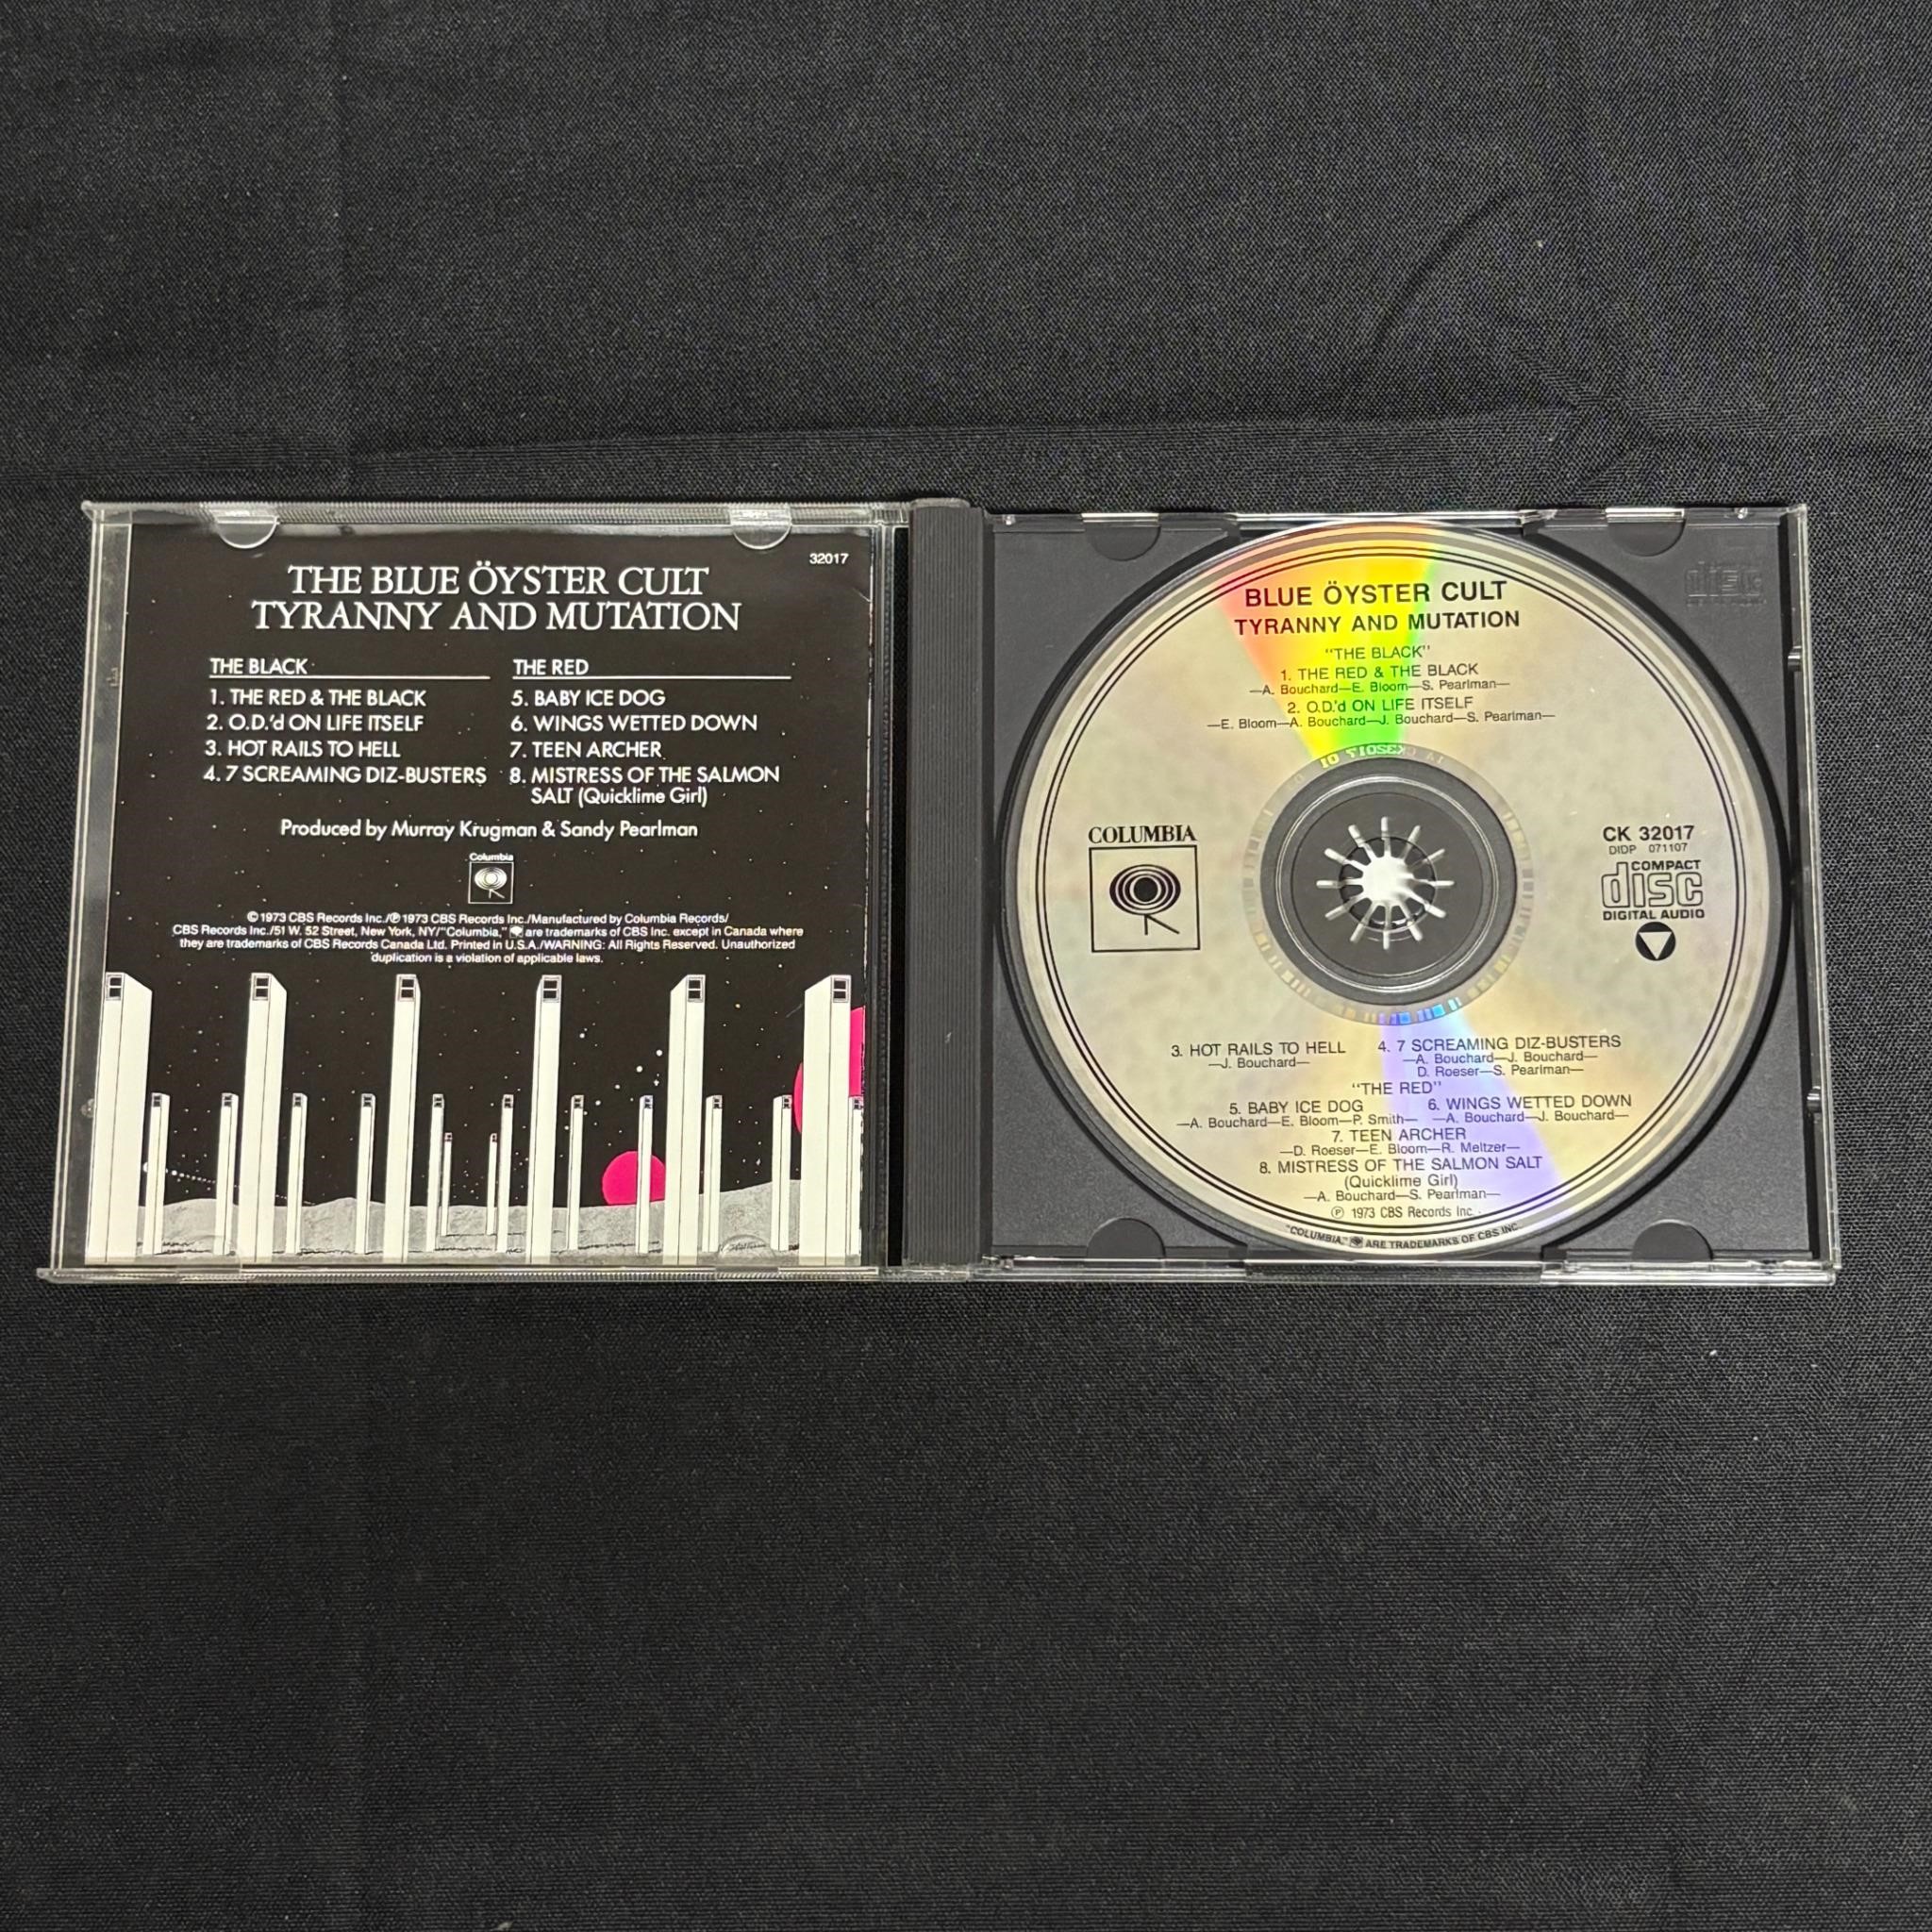 32017
THE BLUE ÖYSTER CULT
TYRANNY AND MUTATION
THE BLACK
1. THE RED & THE BLACK
2. O.D.'d ON LIFE ITSELF
3. HOT RAILS TO HELL
4. 7 SCREAMING DIZ-BUSTERS
THE RED
5. BABY ICE DOG
6. WINGS WETTED DOWN
7. TEEN ARCHER
8. MISTRESS OF THE SALMON
SALT (Quicklime Girl)
Produced by Murray Krugman & Sandy Pearlman
Columbia
© 1973 CBS Records Inc./℗ 1973 CBS Records Inc./Manufactured by Columbia Records/
CBS Records Inc./51 W. 52 Street, New York, NY/"Columbia," are trademarks of CBS Inc. except in Canada where
they are trademarks of CBS Records Canada Ltd. Printed in U.S.A./WARNING: All Rights Reserved. Unauthorized
duplication is a violation of applicable laws.
disc
BLUE ÖYSTER CULT
TYRANNY AND MUTATION
"THE BLACK"
1. THE RED & THE BLACK
—A. Bouchard—E. Bloom—S. Pearlman—
2. O.D.'d ON LIFE ITSELF
—E. Bloom—A. Bouchard—J. Bouchard—S. Pearlman—
CK32017 01
COLUMBIA
CK 32017
DIDP 071107
COMPACT
disc
DIGITAL AUDIO
3. HOT RAILS TO HELL
—J. Bouchard—
4. 7 SCREAMING DIZ-BUSTERS
—A. Bouchard—J. Bouchard—
D. Roeser—S. Pearlman—
"THE RED"
5. BABY ICE DOG
—A. Bouchard—E. Bloom—P. Smith—
6. WINGS WETTED DOWN
—A. Bouchard—J. Bouchard—
7. TEEN ARCHER
—D. Roeser—E. Bloom—R. Meltzer—
8. MISTRESS OF THE SALMON SALT
(Quicklime Girl)
—A. Bouchard—S. Pearlman—
℗ 1973 CBS Records Inc.
"COLUMBIA," ARE TRADEMARKS OF CBS INC.